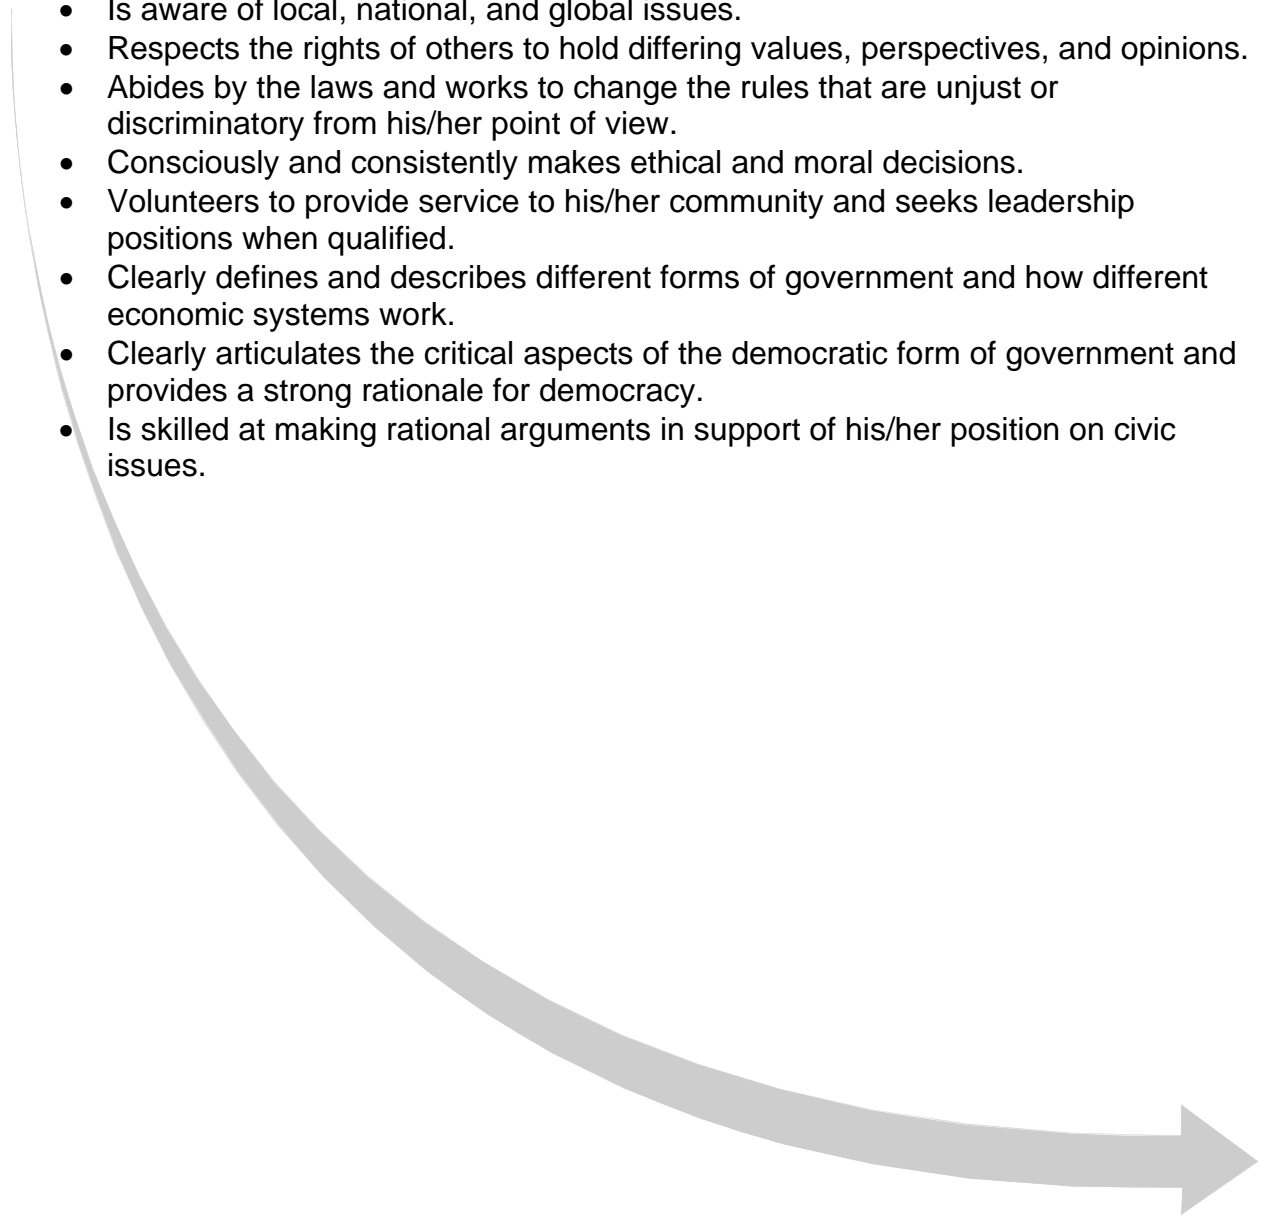 • Is aware of local, national, and global issues.
• Respects the rights of others to hold differing values, perspectives, and opinions.
• Abides by the laws and works to change the rules that are unjust or
discriminatory from his/her point of view.
• Consciously and consistently makes ethical and moral decisions.
• Volunteers to provide service to his/her community and seeks leadership
positions when qualified.
• Clearly defines and describes different forms of government and how different
economic systems work.
• Clearly articulates the critical aspects of the democratic form of government and
provides a strong rationale for democracy.
• Is skilled at making rational arguments in support of his/her position on civic
issues.